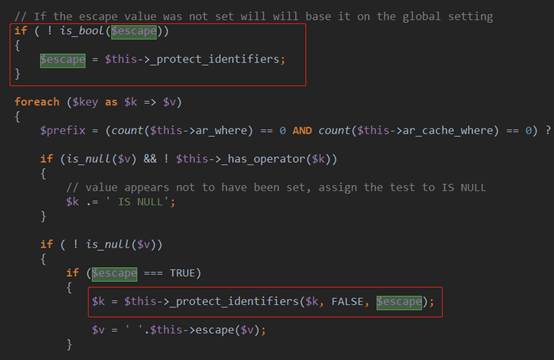 // If the escape value was not set will will base it on the global setting
if ( ! is_bool($escape))
{
$escape = $this->_protect_identifiers;
}
foreach ($key as $k => $v)
{
$prefix = (count($this->ar_where) == 0 AND count($this->ar_cache_where) == 0) ?
if (is_null($v) && ! $this->_has_operator($k))
{
// value appears not to have been set, assign the test to IS NULL
$k .= ' IS NULL';
}
if ( ! is_null($v))
{
if ($escape === TRUE)
{
$k = $this->_protect_identifiers($k, FALSE, $escape);
$v = ' '.$this->escape($v);
}